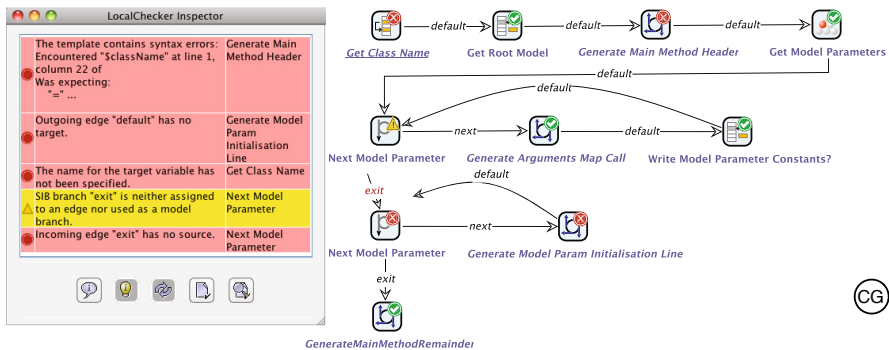 LocalChecker Inspector
The template contains syntax errors:
Encountered "$className" at line 1,
column 22 of
Was expecting:
"=" ...
Generate Main
Method Header
Outgoing edge "default" has no
target.
Generate Model
Param
Initialisation
Line
The name for the target variable has
not been specified.
Get Class Name
SIB branch "exit" is neither assigned
to an edge nor used as a model
branch.
Next Model
Parameter
Incoming edge "exit" has no source.
Next Model
Parameter
default
default
default
Get Class Name
Get Root Model
Generate Main Method Header
Get Model Parameters
default
default
next
default
Next Model Parameter
Generate Arguments Map Call
Write Model Parameter Constants?
exit
default
next
Next Model Parameter
Generate Model Param Initialisation Line
exit
GenerateMainMethodRemainder
CG